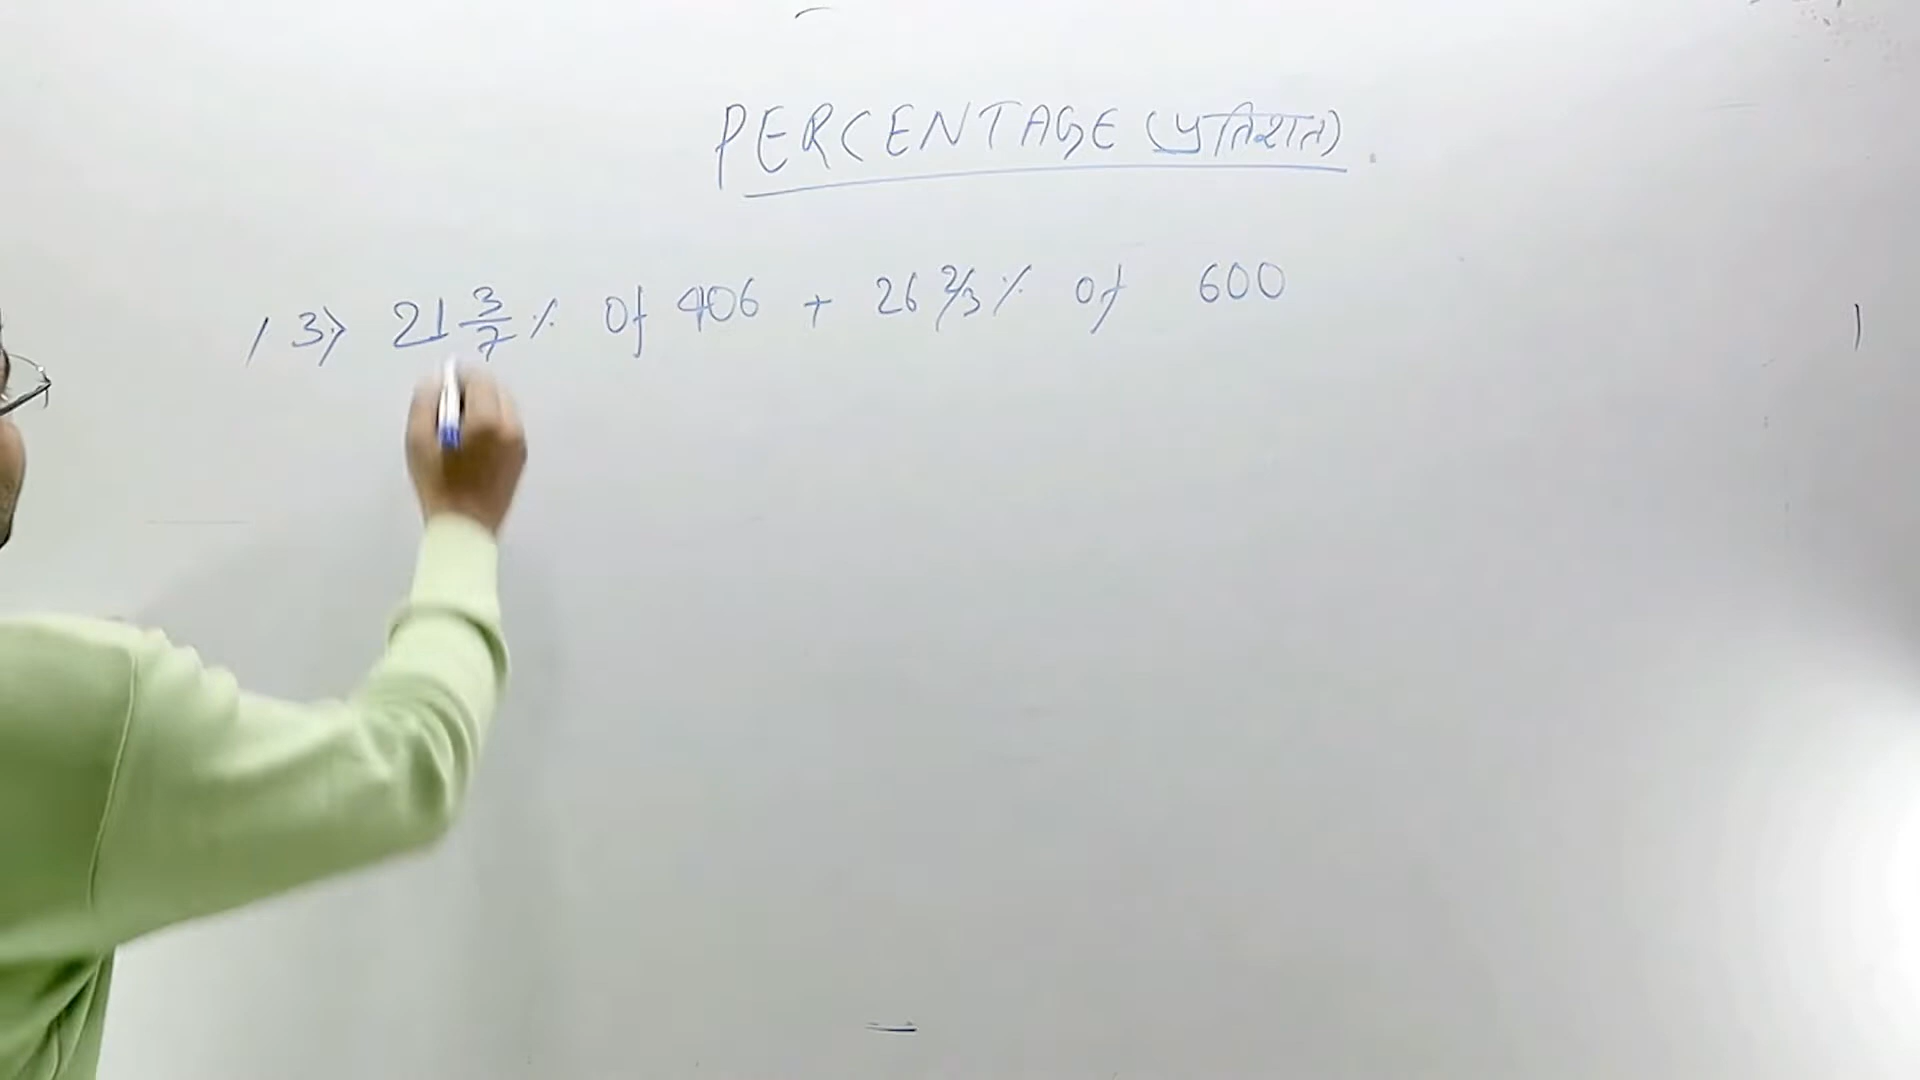 PERCENTAGE (प्रतिशत)
13) 21 3/7 % of 406 + 26 2/3 % of 600